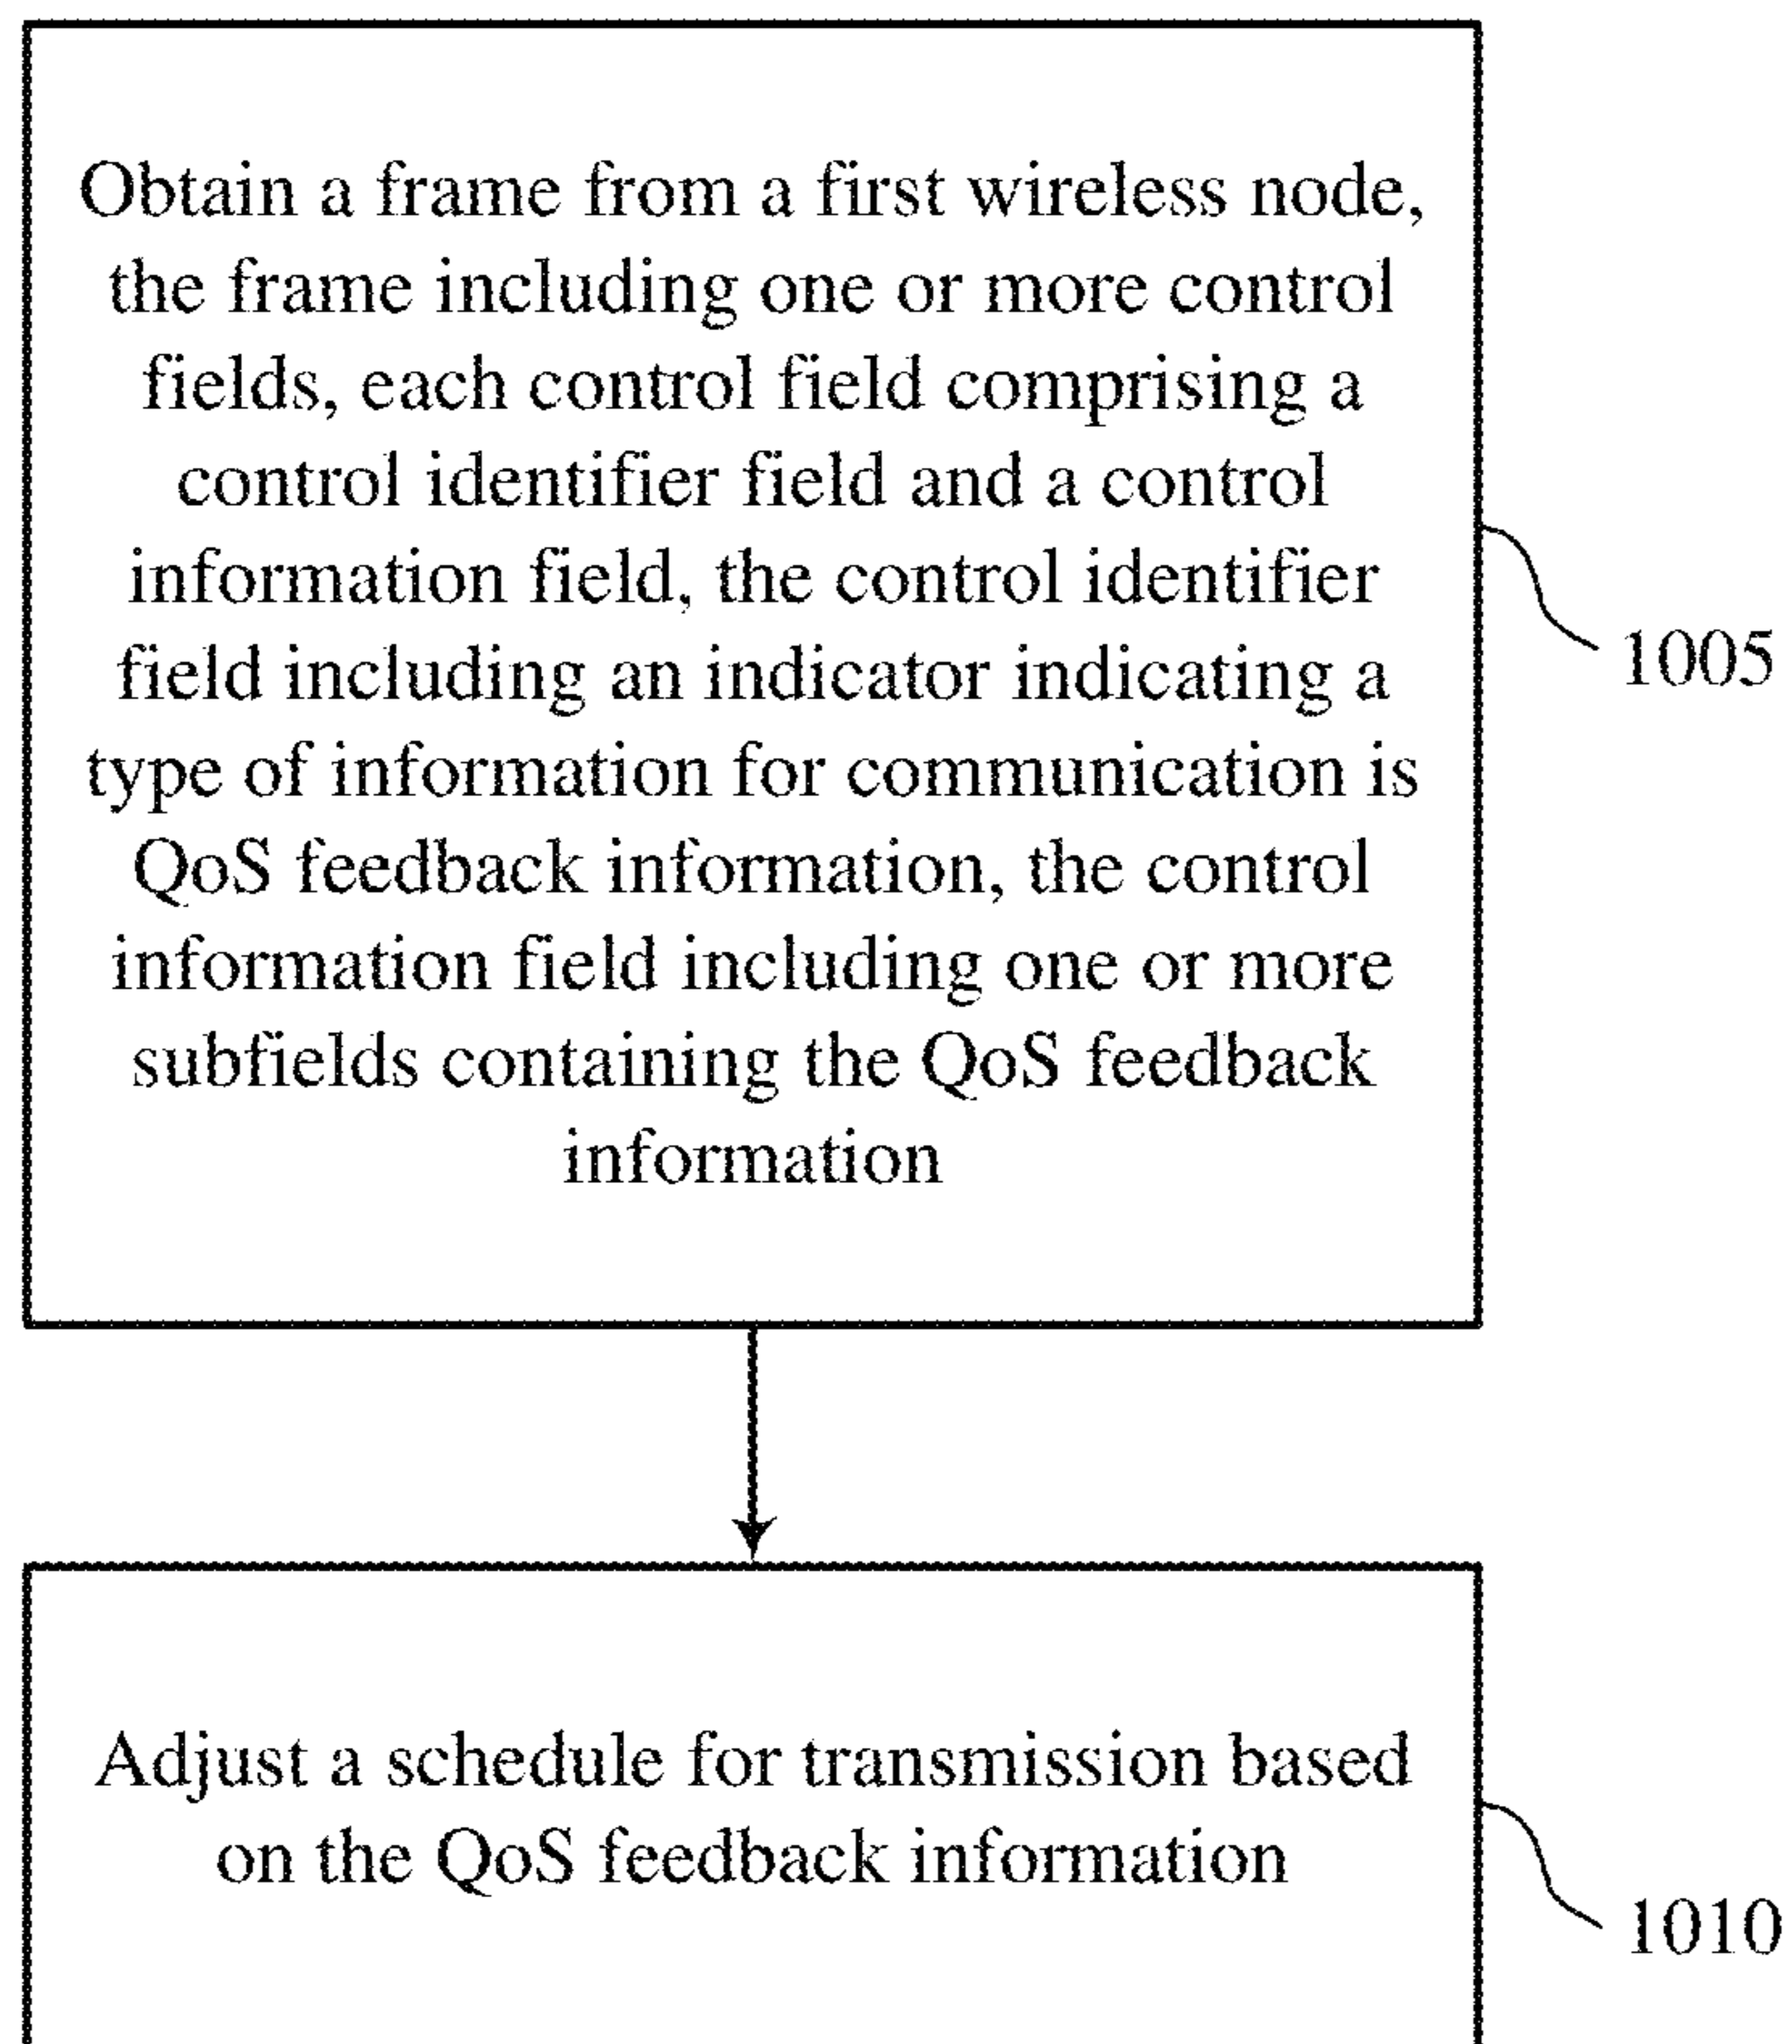 Obtain a frame from a first wireless node,
the frame including one or more control
fields, each control field comprising a
control identifier field and a control
information field, the control identifier
field including an indicator indicating a
type of information for communication is
QoS feedback information, the control
information field including one or more
subfields containing the QoS feedback
information
1005
Adjust a schedule for transmission based
on the QoS feedback information
1010